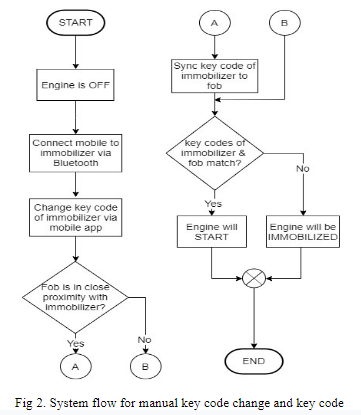 START
Engine is OFF
Connect mobile to
immobilizer via
Bluetooth
Change key code
of immobilizer via
mobile app
Fob is in close
proximity with
immobilizer?
Yes
No
A
B
A
B
Sync key code of
immobilizer to
fob
key codes of
immobilizer &
fob match?
No
Yes
Engine will
START
Engine will be
IMMOBILIZED
END
Fig 2. System flow for manual key code change and key code